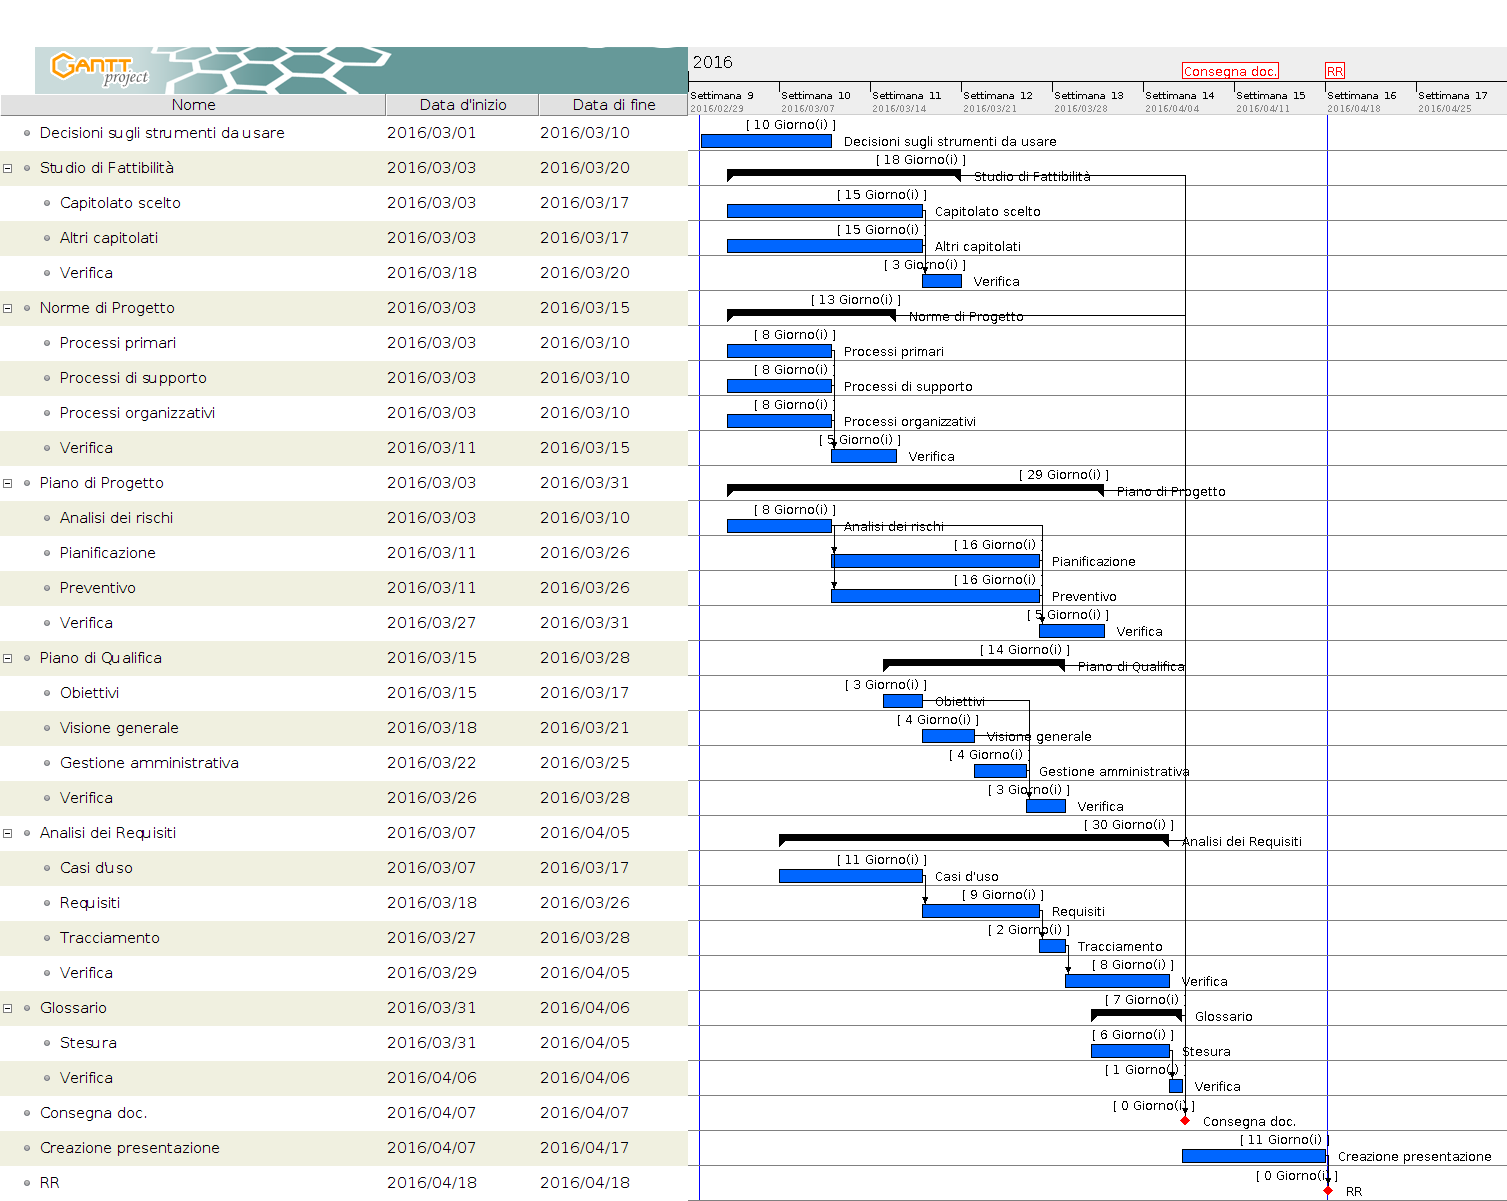 GANTT
project
2016
Consegna doc.
RR
Nome Data d'inizio Data di fine
Settimana 9 Settimana 10 Settimana 11 Settimana 12 Settimana 13 Settimana 14 Settimana 15 Settimana 16 Settimana 17
2016/02/29 2016/03/07 2016/03/14 2016/03/21 2016/03/28 2016/04/04 2016/04/11 2016/04/18 2016/04/25
Decisioni sugli strumenti da usare 2016/03/01 2016/03/10 [ 10 Giorno(i) ] Decisioni sugli strumenti da usare
Studio di Fattibilità 2016/03/03 2016/03/20 [ 18 Giorno(i) ] Studio di Fattibilità
Capitolato scelto 2016/03/03 2016/03/17 [ 15 Giorno(i) ] Capitolato scelto
Altri capitolati 2016/03/03 2016/03/17 [ 15 Giorno(i) ] Altri capitolati
Verifica 2016/03/18 2016/03/20 [ 3 Giorno(i) ] Verifica
Norme di Progetto 2016/03/03 2016/03/15 [ 13 Giorno(i) ] Norme di Progetto
Processi primari 2016/03/03 2016/03/10 [ 8 Giorno(i) ] Processi primari
Processi di supporto 2016/03/03 2016/03/10 [ 8 Giorno(i) ] Processi di supporto
Processi organizzativi 2016/03/03 2016/03/10 [ 8 Giorno(i) ] Processi organizzativi
Verifica 2016/03/11 2016/03/15 [ 5 Giorno(i) ] Verifica
Piano di Progetto 2016/03/03 2016/03/31 [ 29 Giorno(i) ] Piano di Progetto
Analisi dei rischi 2016/03/03 2016/03/10 [ 8 Giorno(i) ] Analisi dei rischi
Pianificazione 2016/03/11 2016/03/26 [ 16 Giorno(i) ] Pianificazione
Preventivo 2016/03/11 2016/03/26 [ 16 Giorno(i) ] Preventivo
Verifica 2016/03/27 2016/03/31 [ 5 Giorno(i) ] Verifica
Piano di Qualifica 2016/03/15 2016/03/28 [ 14 Giorno(i) ] Piano di Qualifica
Obiettivi 2016/03/15 2016/03/17 [ 3 Giorno(i) ] Obiettivi
Visione generale 2016/03/18 2016/03/21 [ 4 Giorno(i) ] Visione generale
Gestione amministrativa 2016/03/22 2016/03/25 [ 4 Giorno(i) ] Gestione amministrativa
Verifica 2016/03/26 2016/03/28 [ 3 Giorno(i) ] Verifica
Analisi dei Requisiti 2016/03/07 2016/04/05 [ 30 Giorno(i) ] Analisi dei Requisiti
Casi d'uso 2016/03/07 2016/03/17 [ 11 Giorno(i) ] Casi d'uso
Requisiti 2016/03/18 2016/03/26 [ 9 Giorno(i) ] Requisiti
Tracciamento 2016/03/27 2016/03/28 [ 2 Giorno(i) ] Tracciamento
Verifica 2016/03/29 2016/04/05 [ 8 Giorno(i) ] Verifica
Glossario 2016/03/31 2016/04/06 [ 7 Giorno(i) ] Glossario
Stesura 2016/03/31 2016/04/05 [ 6 Giorno(i) ] Stesura
Verifica 2016/04/06 2016/04/06 [ 1 Giorno(i) ] Verifica
Consegna doc. 2016/04/07 2016/04/07 [ 0 Giorno(i) ] Consegna doc.
Creazione presentazione 2016/04/07 2016/04/17 [ 11 Giorno(i) ] Creazione presentazione
RR 2016/04/18 2016/04/18 [ 0 Giorno(i) ] RR